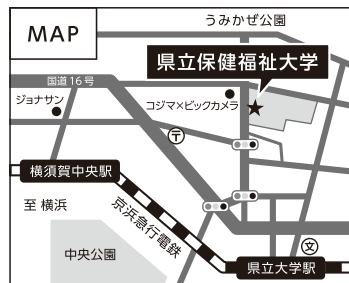 MAP
うみかぜ公園
県立保健福祉大学
国道16号
ジョナサン
コジマ×ビックカメラ
〒
横須賀中央駅
至 横浜
京浜急行電鉄
中央公園
文
県立大学駅